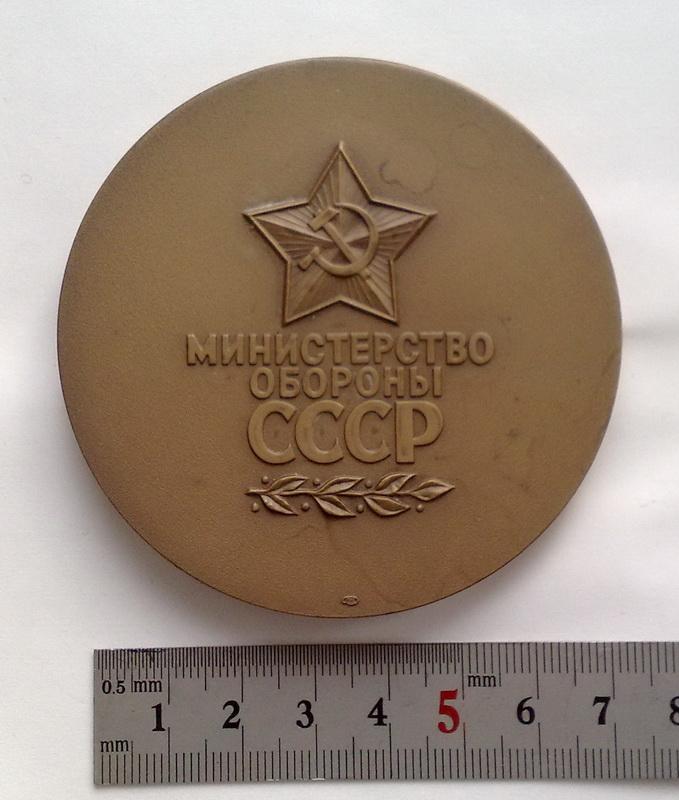 МИНИСТЕРСТВО
ОБОРОНЫ
СССР
0.5 mm
mm
1 2 3 4 5 6 7 8
mm